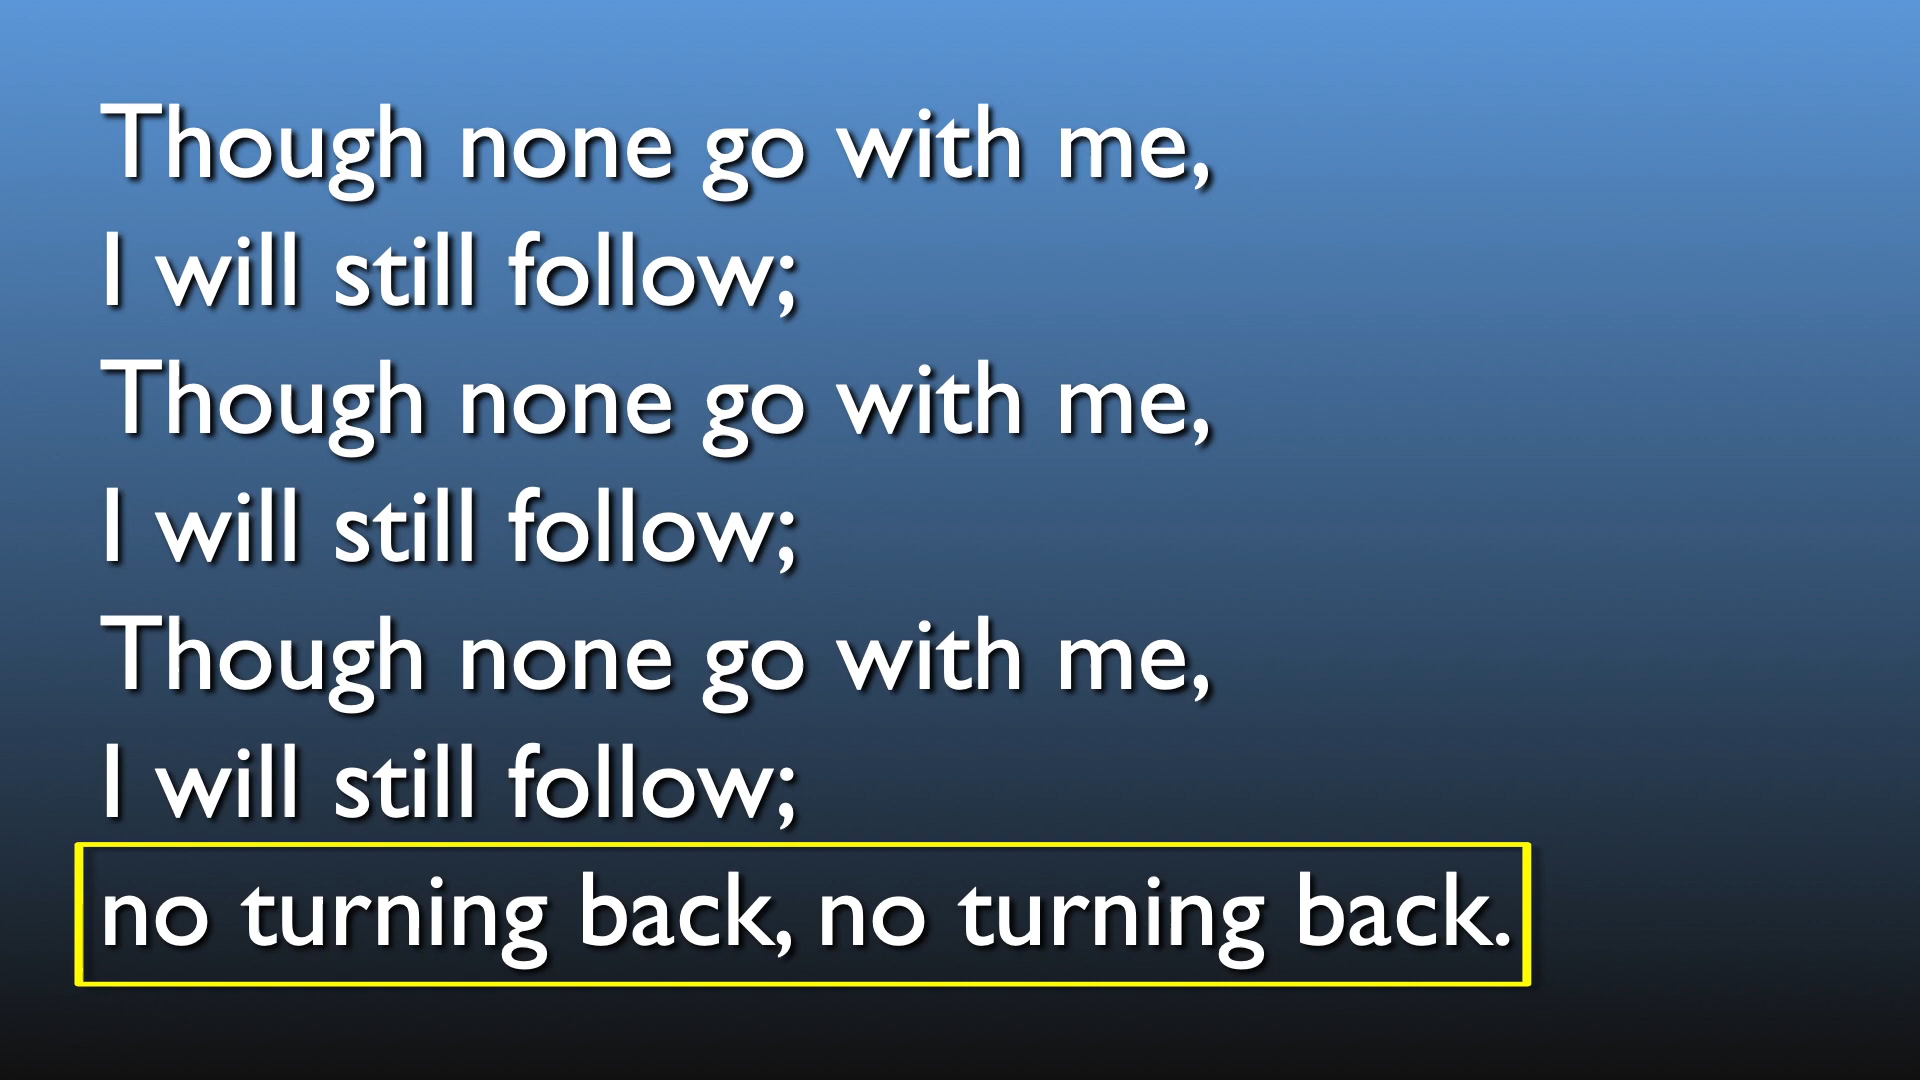 Though none go with me,
I will still follow;
Though none go with me,
I will still follow;
Though none go with me,
I will still follow;
no turning back, no turning back.